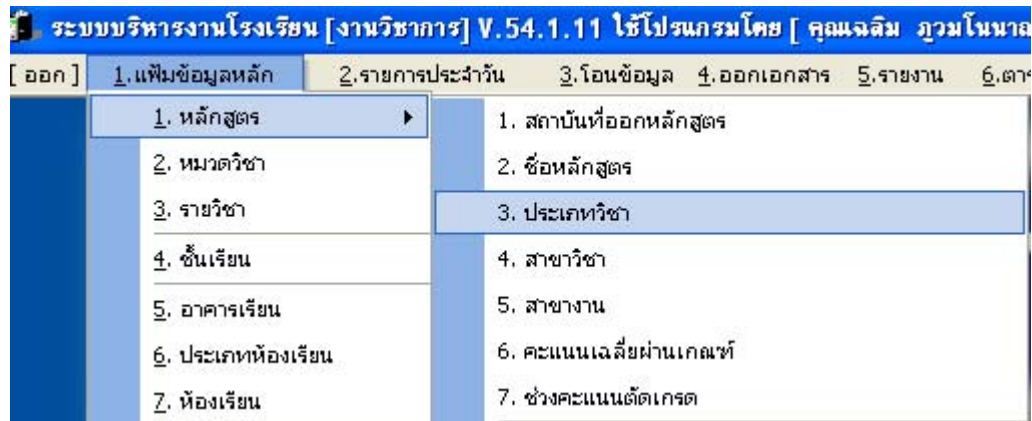 ระบบบริหารงานโรงเรียน [งานวิชาการ] V.54.1.11 ใช้โปรแกรมโดย [ คุณเฉลิม ภูวมโนนาถ
[ ออก ] 1.แฟ้มข้อมูลหลัก 2.รายการประจำวัน 3.โอนข้อมูล 4.ออกเอกสาร 5.รายงาน 6.ตาร
1. หลักสูตร
2. หมวดวิชา
3. รายวิชา
4. ชั้นเรียน
5. อาคารเรียน
6. ประเภทห้องเรียน
7. ห้องเรียน
1. สถาบันที่ออกหลักสูตร
2. ชื่อหลักสูตร
3. ประเภทวิชา
4. สาขาวิชา
5. สาขางาน
6. คะแนนเฉลี่ยผ่านเกณฑ์
7. ช่วงคะแนนตัดเกรด